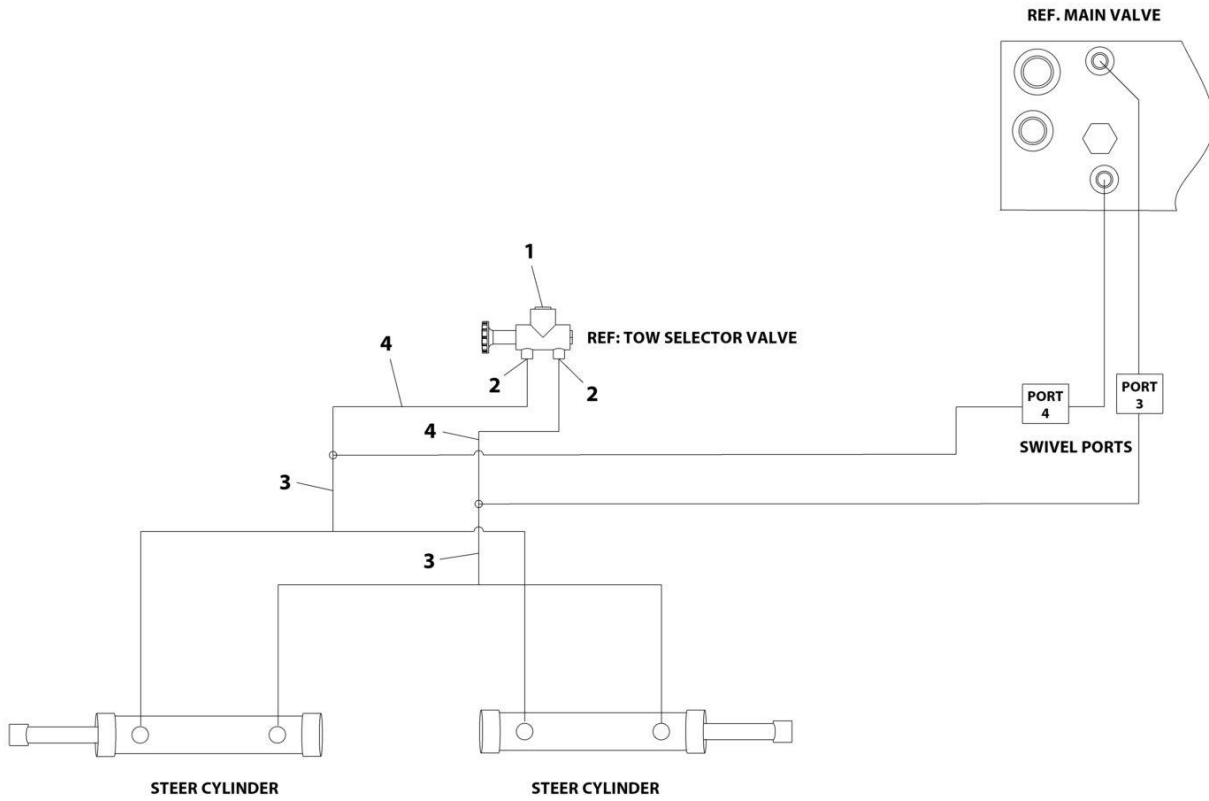 REF. MAIN VALVE
1
REF: TOW SELECTOR VALVE
4
2
2
PORT
3
PORT
4
4
SWIVEL PORTS
3
3
STEER CYLINDER
STEER CYLINDER